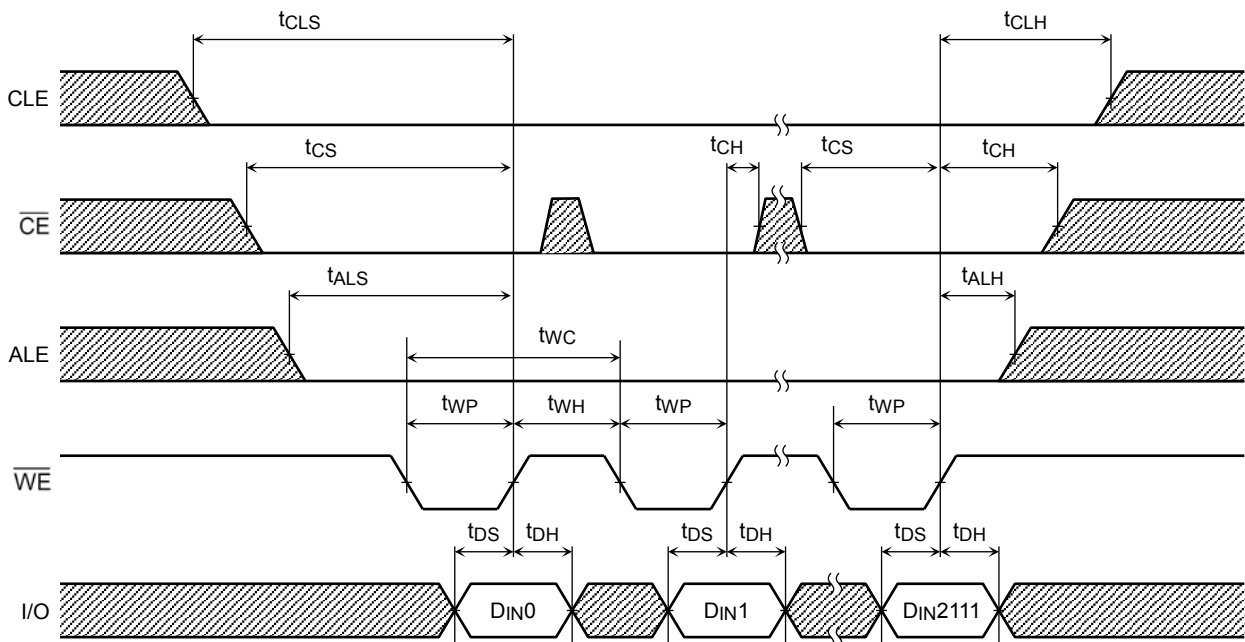 tCLS tCLH
CLE
tCS tCH tCS tCH
CE
tALS tALH
tWC
ALE
tWP tWH tWP tWP
WE
tDS tDH tDS tDH tDS tDH
I/O DIN0 DIN1 DIN2111